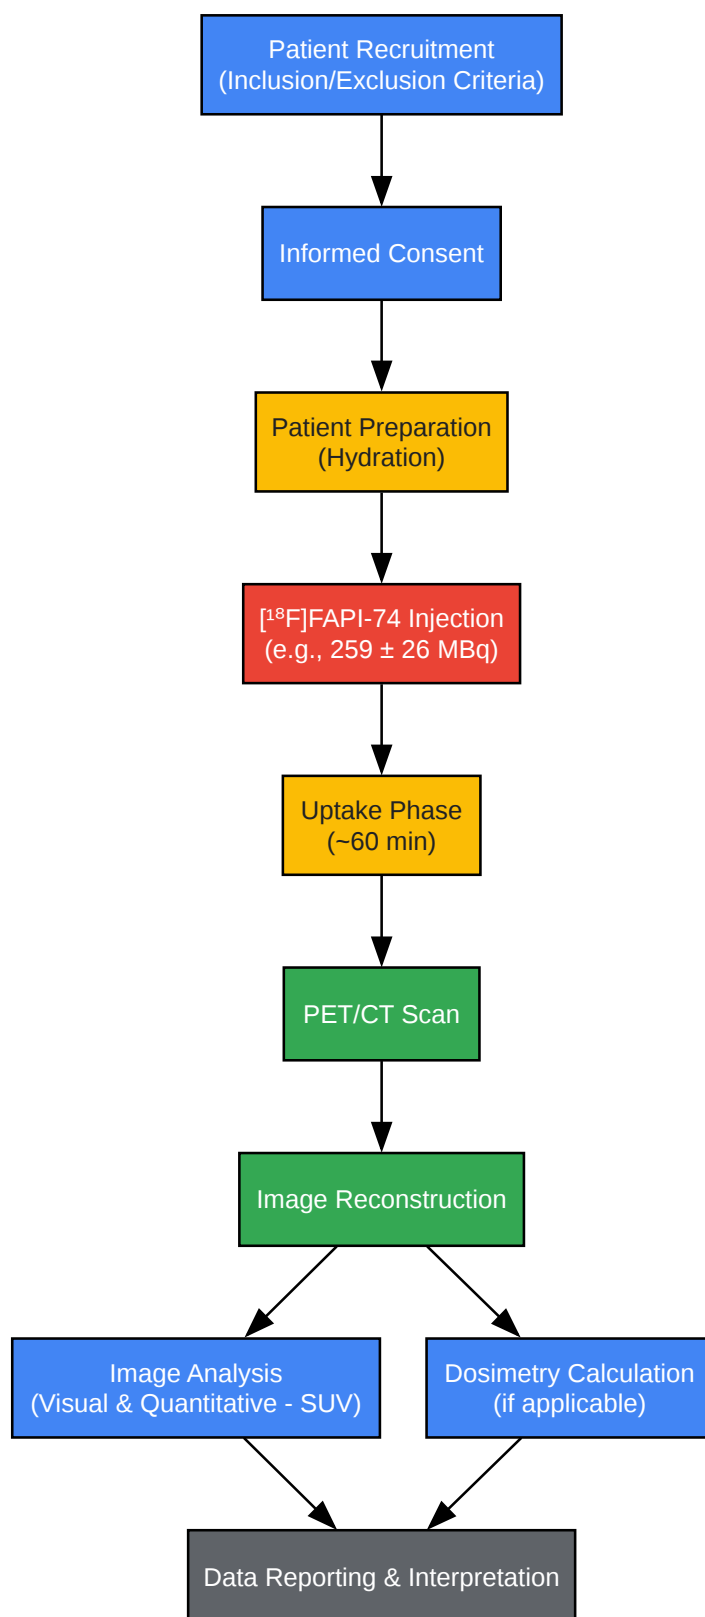 Patient Recruitment
(Inclusion/Exclusion Criteria)
Informed Consent
Patient Preparation
(Hydration)
[¹⁸F]FAPI-74 Injection
(e.g., 259 ± 26 MBq)
Uptake Phase
(~60 min)
PET/CT Scan
Image Reconstruction
Image Analysis
(Visual & Quantitative - SUV)
Dosimetry Calculation
(if applicable)
Data Reporting & Interpretation